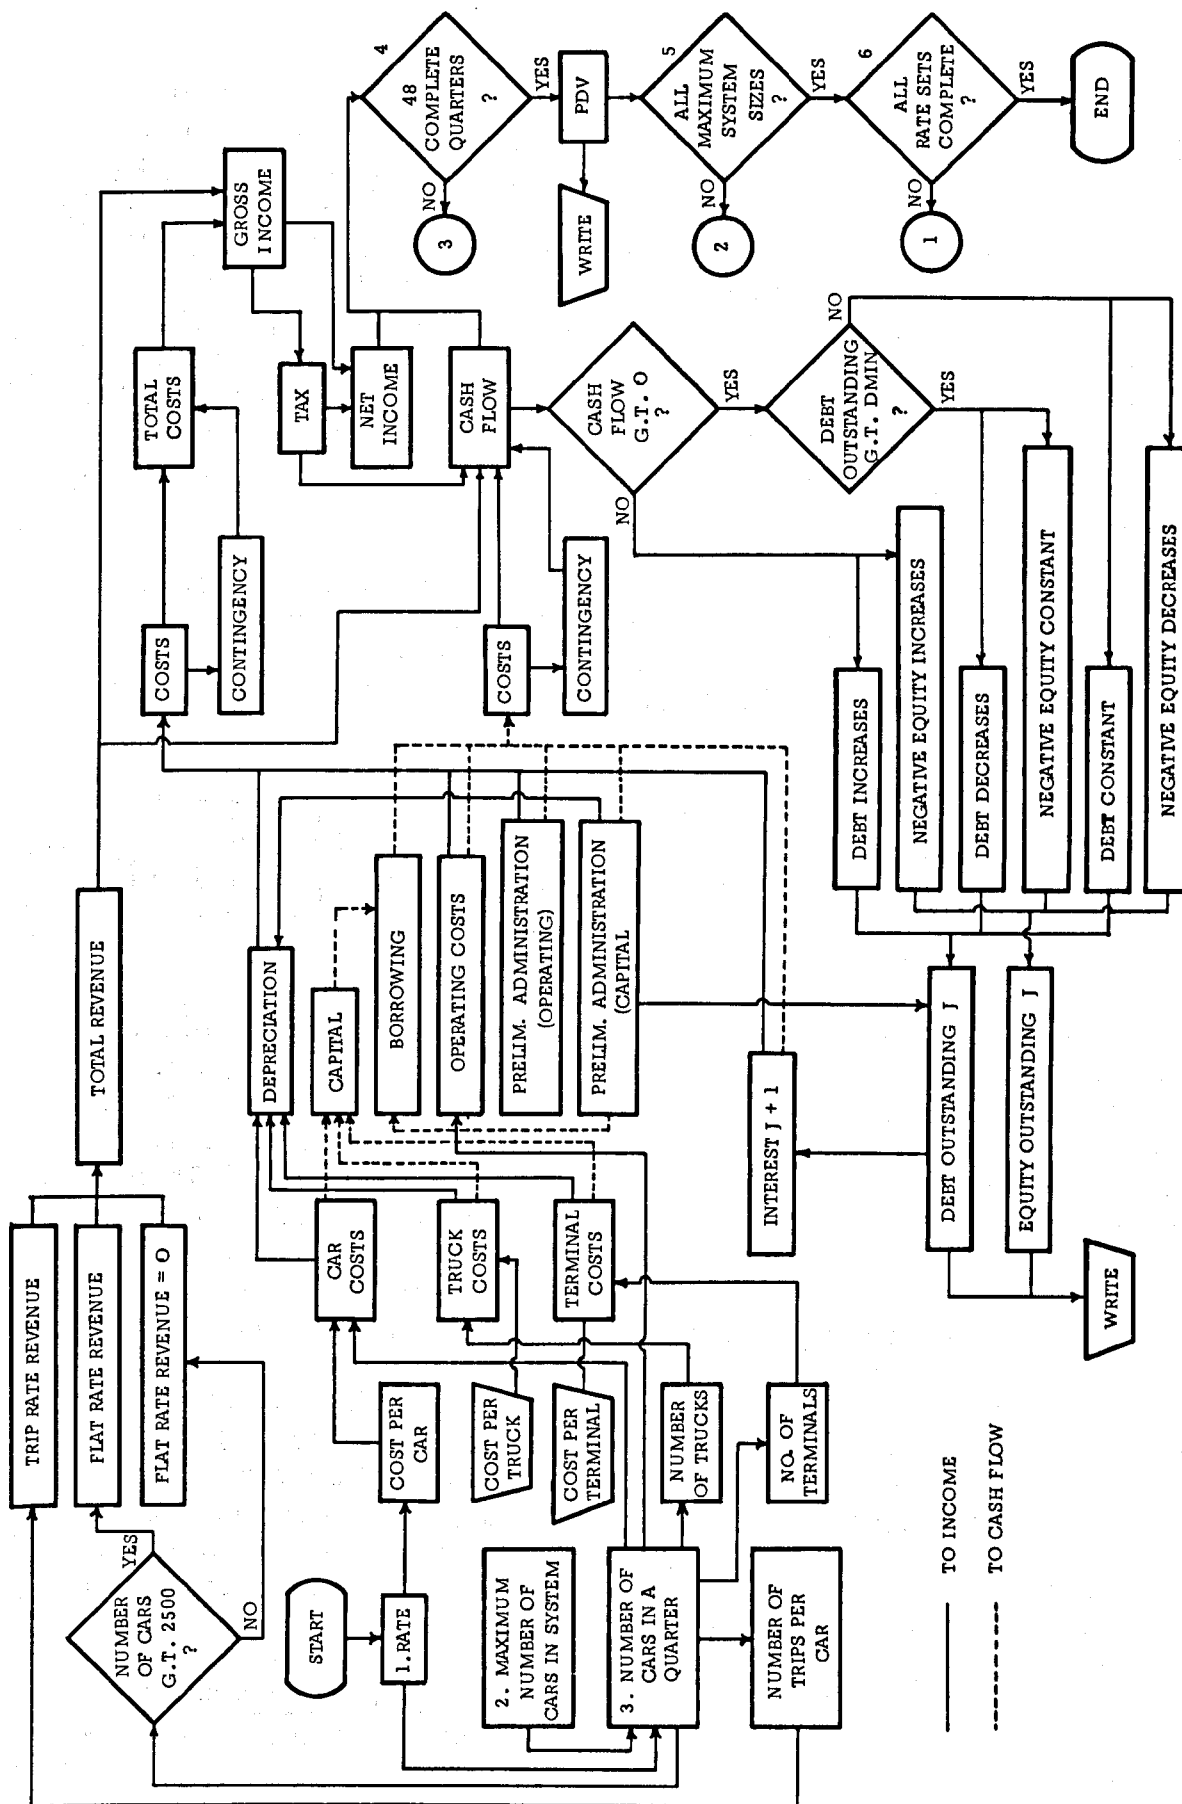 TRIP RATE REVENUE
FLAT RATE REVENUE
FLAT RATE REVENUE = O
TOTAL REVENUE
NUMBER
OF CARS
G.T. 2500
?
YES
NO
START
1. RATE
2. MAXIMUM
NUMBER OF
CARS IN SYSTEM
3. NUMBER OF
CARS IN A
QUARTER
NUMBER OF
TRIPS PER
CAR
COST PER
CAR
COST PER
TRUCK
COST PER
TERMINAL
NUMBER
OF TRUCKS
NO. OF
TERMINALS
CAR
COSTS
TRUCK
COSTS
TERMINAL
COSTS
DEPRECIATION
CAPITAL
BORROWING
OPERATING COSTS
PRELIM. ADMINISTRATION
(OPERATING)
PRELIM. ADMINISTRATION
(CAPITAL)
INTEREST J + 1
DEBT OUTSTANDING J
EQUITY OUTSTANDING J
WRITE
COSTS
CONTINGENCY
TOTAL
COSTS
GROSS
INCOME
TAX
NET
INCOME
CASH
FLOW
COSTS
CONTINGENCY
CASH
FLOW
G.T. O
?
NO
YES
DEBT
OUTSTANDING
G.T. DMIN
?
NO
YES
DEBT INCREASES
NEGATIVE EQUITY INCREASES
DEBT DECREASES
NEGATIVE EQUITY CONSTANT
DEBT CONSTANT
NEGATIVE EQUITY DECREASES
4
48
COMPLETE
QUARTERS
?
NO
3
YES
PDV
WRITE
5
ALL
MAXIMUM
SYSTEM
SIZES
?
NO
2
YES
6
ALL
RATE SETS
COMPLETE
?
NO
1
YES
END
TO INCOME
TO CASH FLOW